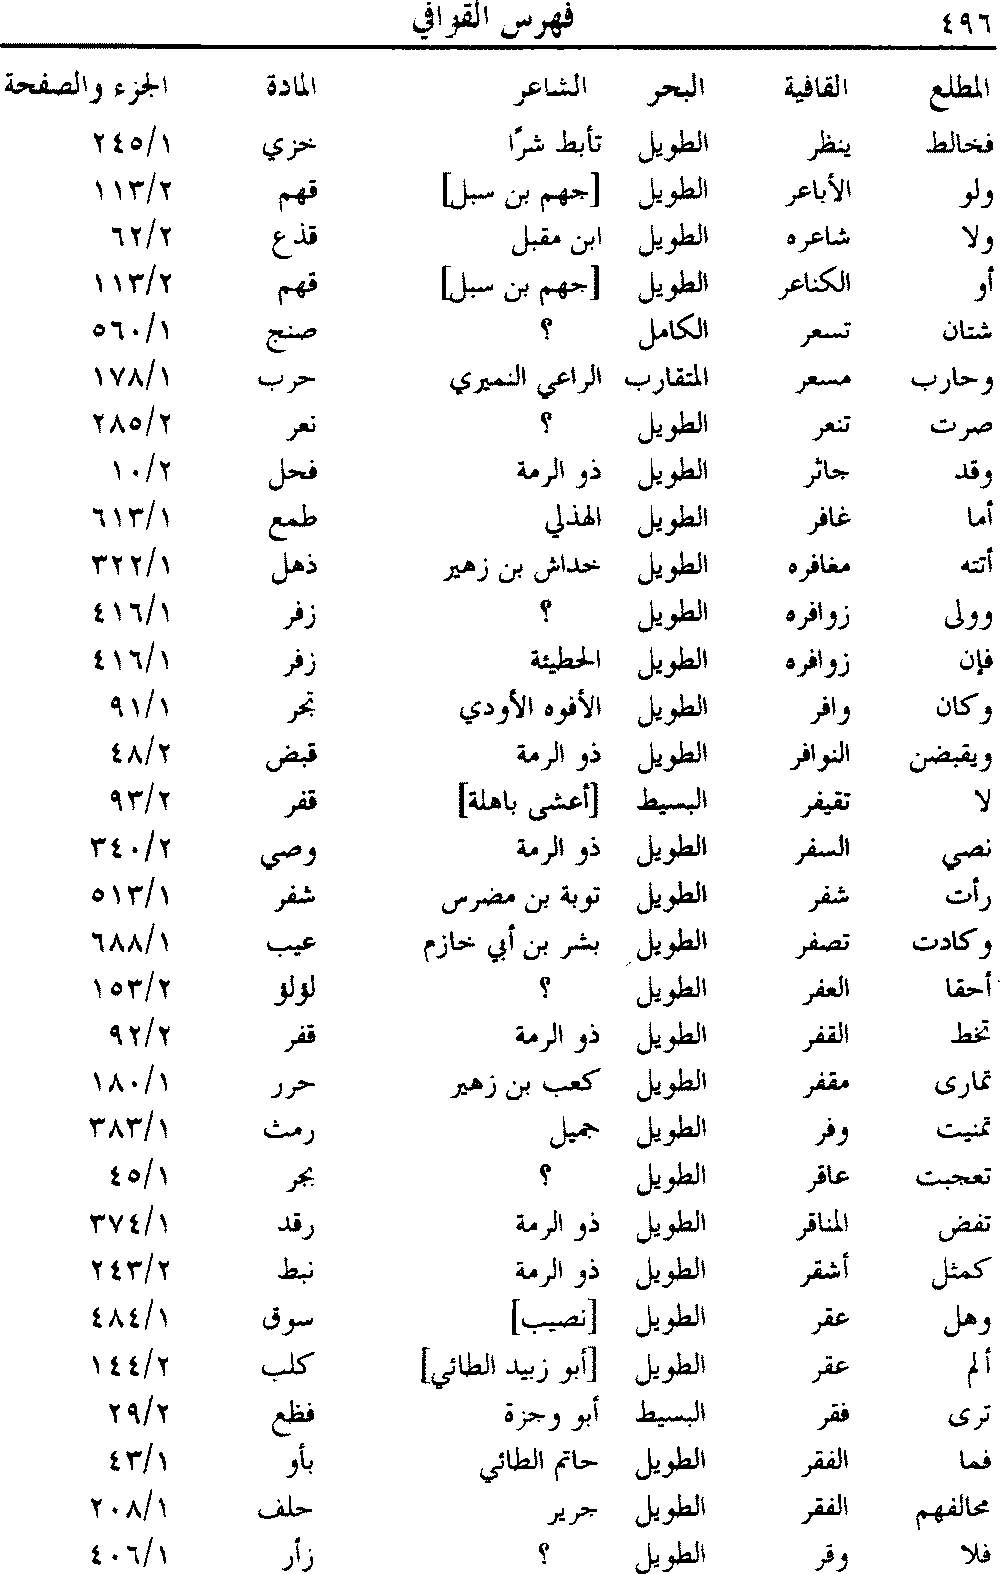 ٤٩٦ فهرس القوافي
المطلع القافية البحر الشاعر المادة الجزء والصفحة
فخالط ينظر الطويل تأبط شرًا خزي ٢٤٥/١
ولو الأباعر الطويل [جهم بن سبل] قهم ١١٣/٢
ولا شاعره الطويل ابن مقبل قذع ٦٢/٢
أو الكناعر الطويل [جهم بن سبل] قهم ١١٣/٢
شتان تسعر الكامل ؟ صنج ٥٦٠/١
وحارب مسعر المتقارب الراعي النميري حرب ١٧٨/١
صرت تنعر الطويل ؟ نعر ٢٨٥/٢
وقد جائر الطويل ذو الرمة فحل ١٠/٢
أما غافر الطويل الهذلي طمع ٦١٣/١
أتته مغافره الطويل خداش بن زهير ذهل ٣٢٢/١
وولى زوافره الطويل ؟ زفر ٤١٦/١
فإن زوافره الطويل الحطيئة زفر ٤١٦/١
وكان وافر الطويل الأفوه الأودي تجر ٩١/١
ويقبضن النوافر الطويل ذو الرمة قبض ٤٨/٢
لا تقيفر البسيط [أعشى باهلة] قفر ٩٣/٢
نصي السفر الطويل ذو الرمة وصي ٣٤٠/٢
رأت شفر الطويل توبة بن مضرس شفر ٥١٣/١
وكادت تصفر الطويل بشر بن أبي خازم عيب ٦٨٨/١
أحقا العفر الطويل ؟ لؤلؤ ١٥٣/٢
تخط القفر الطويل ذو الرمة قفر ٩٢/٢
تمارى مقفر الطويل كعب بن زهير حرر ١٨٠/١
تمنيت وفر الطويل جميل رمث ٣٨٣/١
تعجبت عاقر الطويل ؟ بجر ٤٥/١
تفض المناقر الطويل ذو الرمة رقد ٣٧٤/١
كمثل أشقر الطويل ذو الرمة نبط ٢٤٣/٢
وهل عقر الطويل [نصيب] سوق ٤٨٤/١
ألم عقر الطويل [أبو زبيد الطائي] كلب ١٤٤/٢
ترى فقر البسيط أبو وجزة فظع ٢٩/٢
فما الفقر الطويل حاتم الطائي بأو ٤٣/١
محالفهم الفقر الطويل جرير حلف ٢٠٨/١
فلا وقر الطويل ؟ زأر ٤٠٦/١